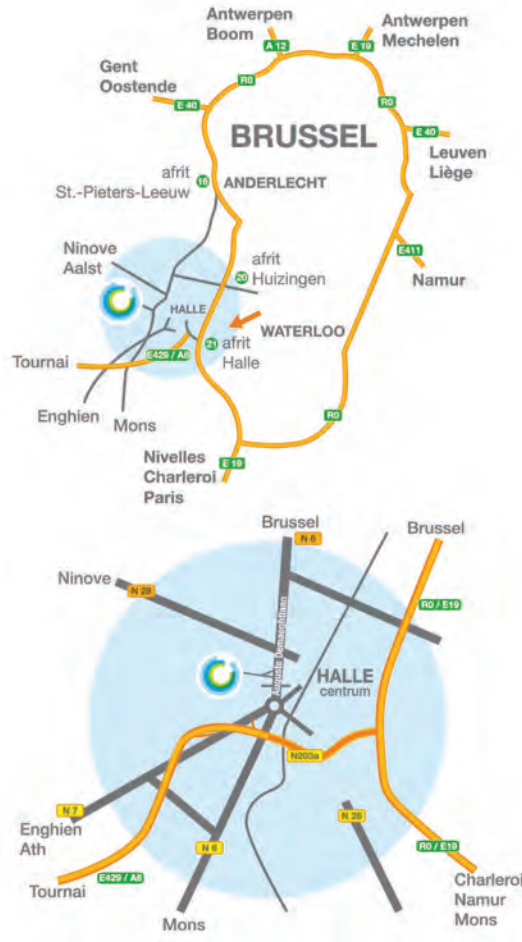 Antwerpen
Boom
Antwerpen
Mechelen
A 12
E 19
R0
R0
Gent
Oostende
E 40
BRUSSEL
E 40
Leuven
Liège
afrit
St.-Pieters-Leeuw
16
ANDERLECHT
Ninove
Aalst
E411
Namur
20
afrit
Huizingen
HALLE
WATERLOO
21
afrit
Halle
Tournai
E429 / A8
Enghien
Mons
R0
Nivelles
Charleroi
Paris
E 19
Brussel
N 6
Brussel
Ninove
N 28
R0 / E19
HALLE
centrum
N203a
N 7
Enghien
Ath
N 28
N 6
R0 / E19
Tournai
E429 / A8
Mons
Charleroi
Namur
Mons